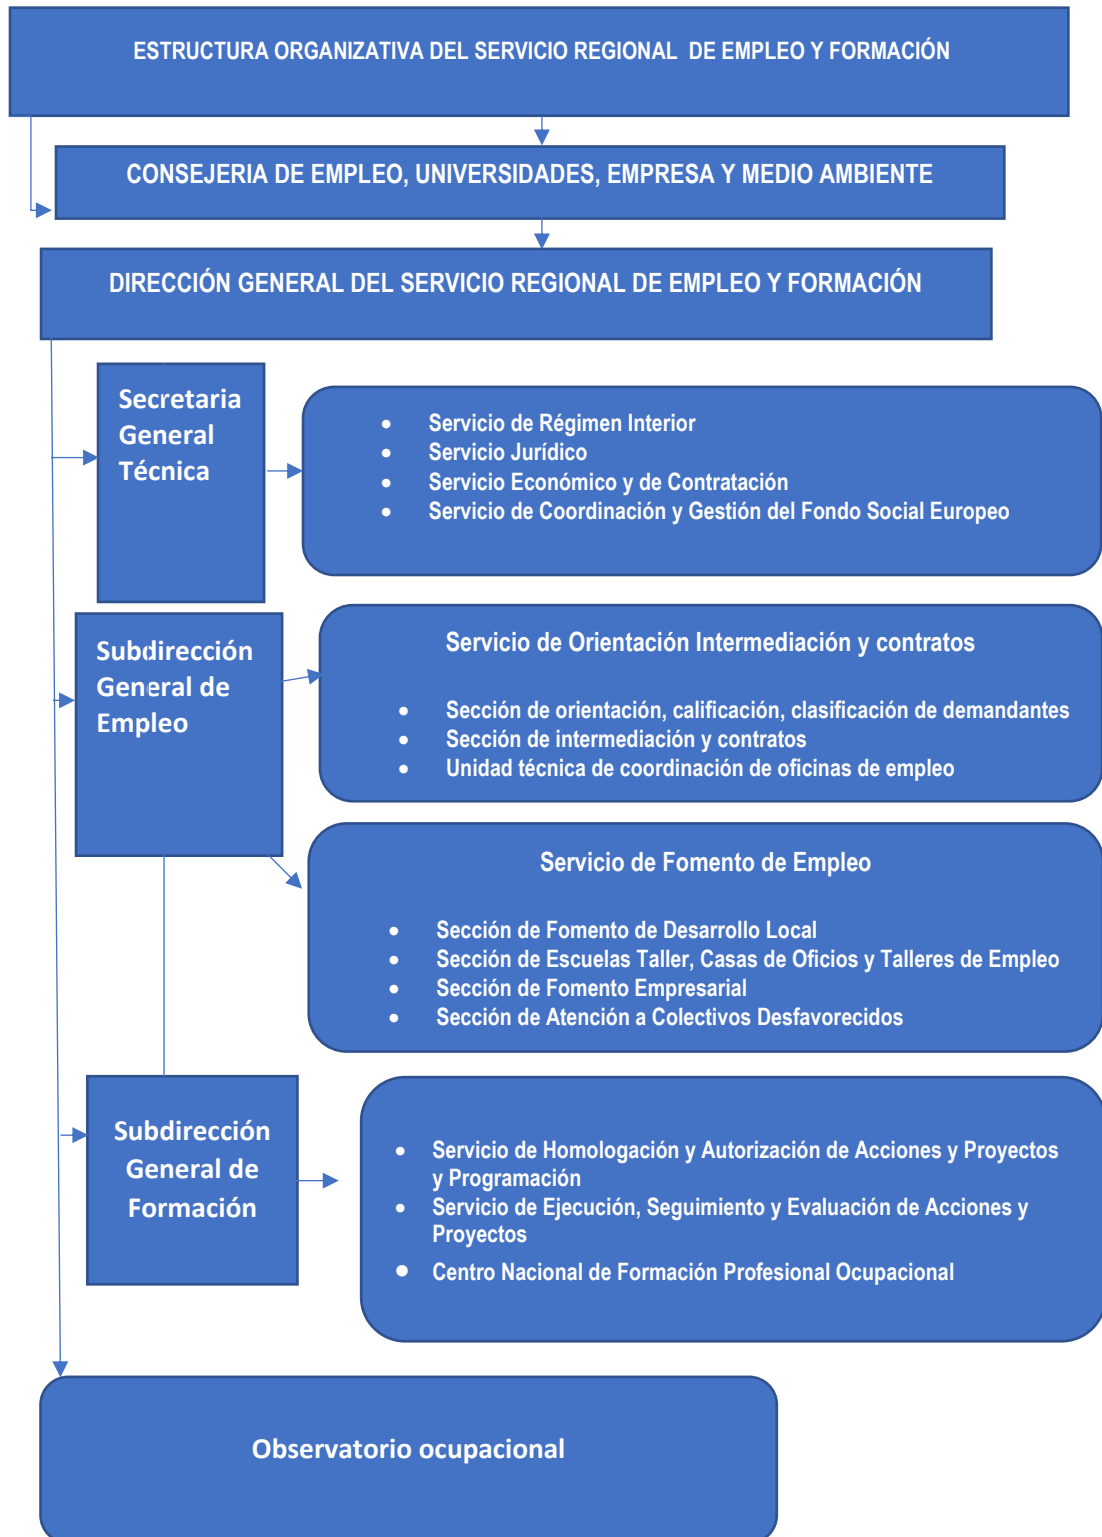 ESTRUCTURA ORGANIZATIVA DEL SERVICIO REGIONAL DE EMPLEO Y FORMACIÓN
CONSEJERIA DE EMPLEO, UNIVERSIDADES, EMPRESA Y MEDIO AMBIENTE
DIRECCIÓN GENERAL DEL SERVICIO REGIONAL DE EMPLEO Y FORMACIÓN
Secretaria
General
Técnica
• Servicio de Régimen Interior
• Servicio Jurídico
• Servicio Económico y de Contratación
• Servicio de Coordinación y Gestión del Fondo Social Europeo
Subdirección
General de
Empleo
Servicio de Orientación Intermediación y contratos
• Sección de orientación, calificación, clasificación de demandantes
• Sección de intermediación y contratos
• Unidad técnica de coordinación de oficinas de empleo
Servicio de Fomento de Empleo
• Sección de Fomento de Desarrollo Local
• Sección de Escuelas Taller, Casas de Oficios y Talleres de Empleo
• Sección de Fomento Empresarial
• Sección de Atención a Colectivos Desfavorecidos
Subdirección
General de
Formación
• Servicio de Homologación y Autorización de Acciones y Proyectos
y Programación
• Servicio de Ejecución, Seguimiento y Evaluación de Acciones y
Proyectos
• Centro Nacional de Formación Profesional Ocupacional
Observatorio ocupacional